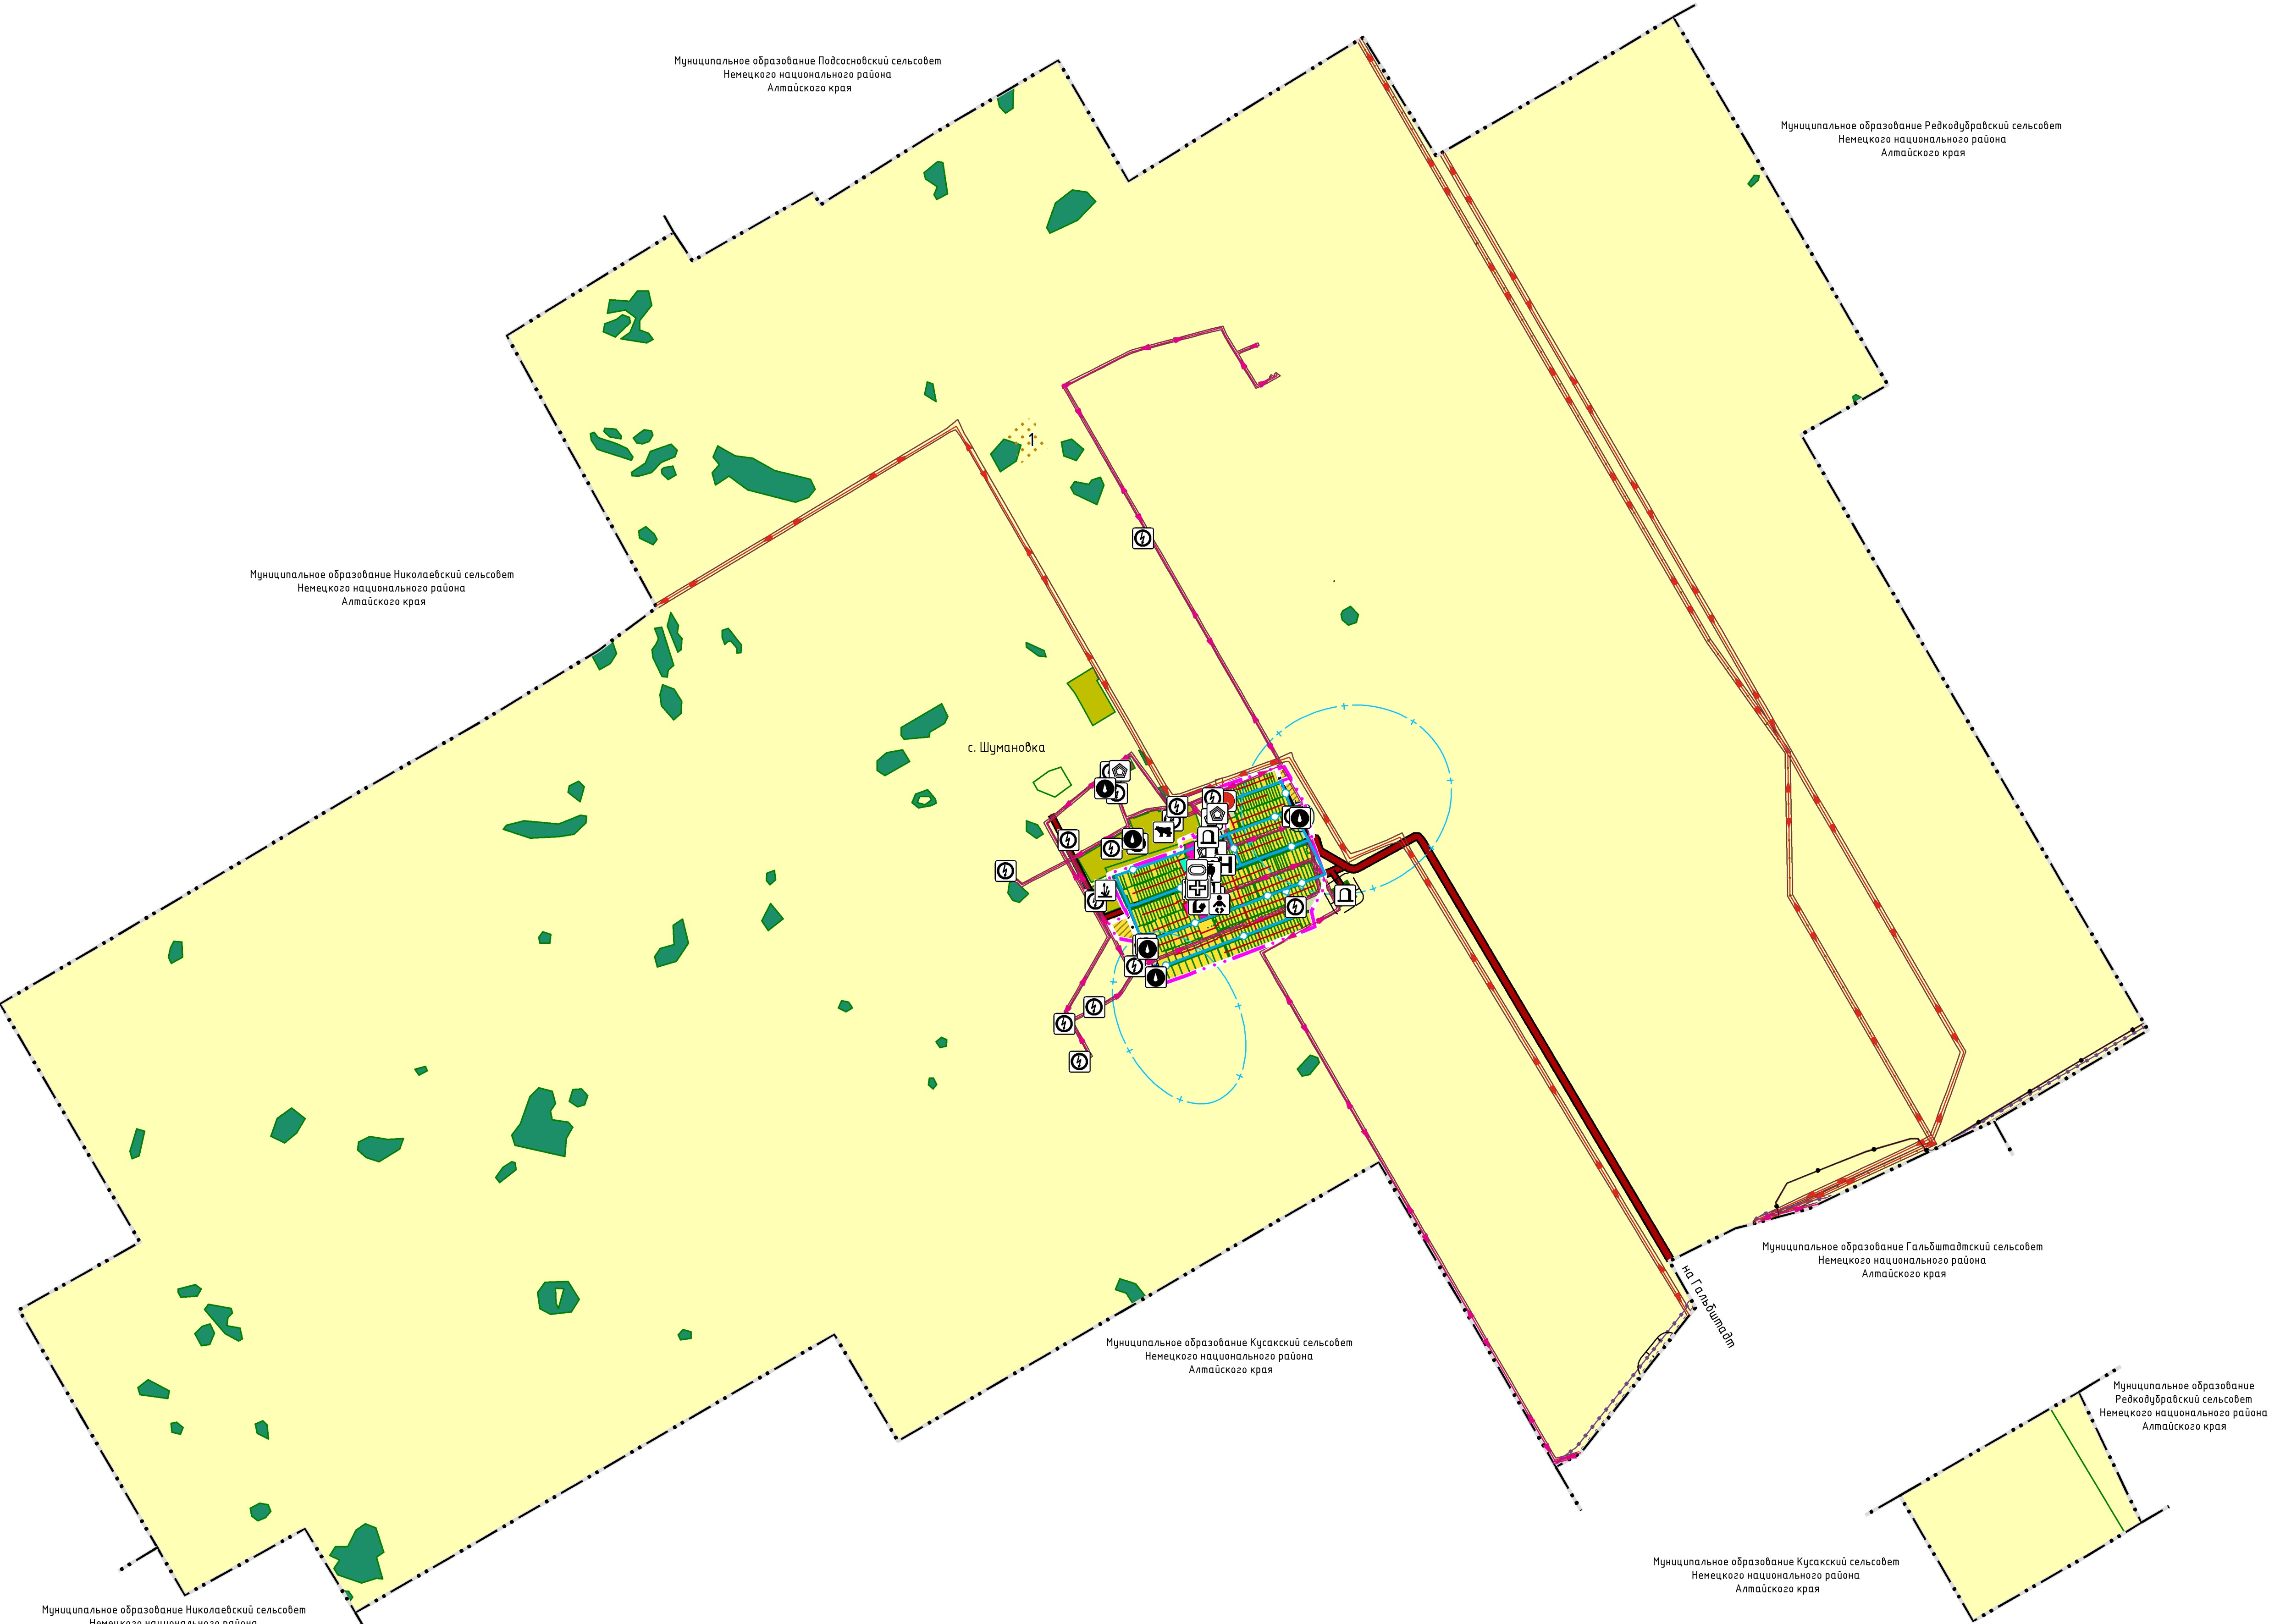 Муниципальное образование Подсосновский сельсовет
Немецкого национального района
Алтайского края
Муниципальное образование Редкодубравский сельсовет
Немецкого национального района
Алтайского края
1
Муниципальное образование Николаевский сельсовет
Немецкого национального района
Алтайского края
с. Шумановка
Муниципальное образование Гальбштадтский сельсовет
Немецкого национального района
Алтайского края
на Гальбштадт
Муниципальное образование Кусакский сельсовет
Немецкого национального района
Алтайского края
Муниципальное образование
Редкодубравский сельсовет
Немецкого национального района
Алтайского края
Муниципальное образование Кусакский сельсовет
Немецкого национального района
Алтайского края
Муниципальное образование Николаевский сельсовет
Немецкого национального района